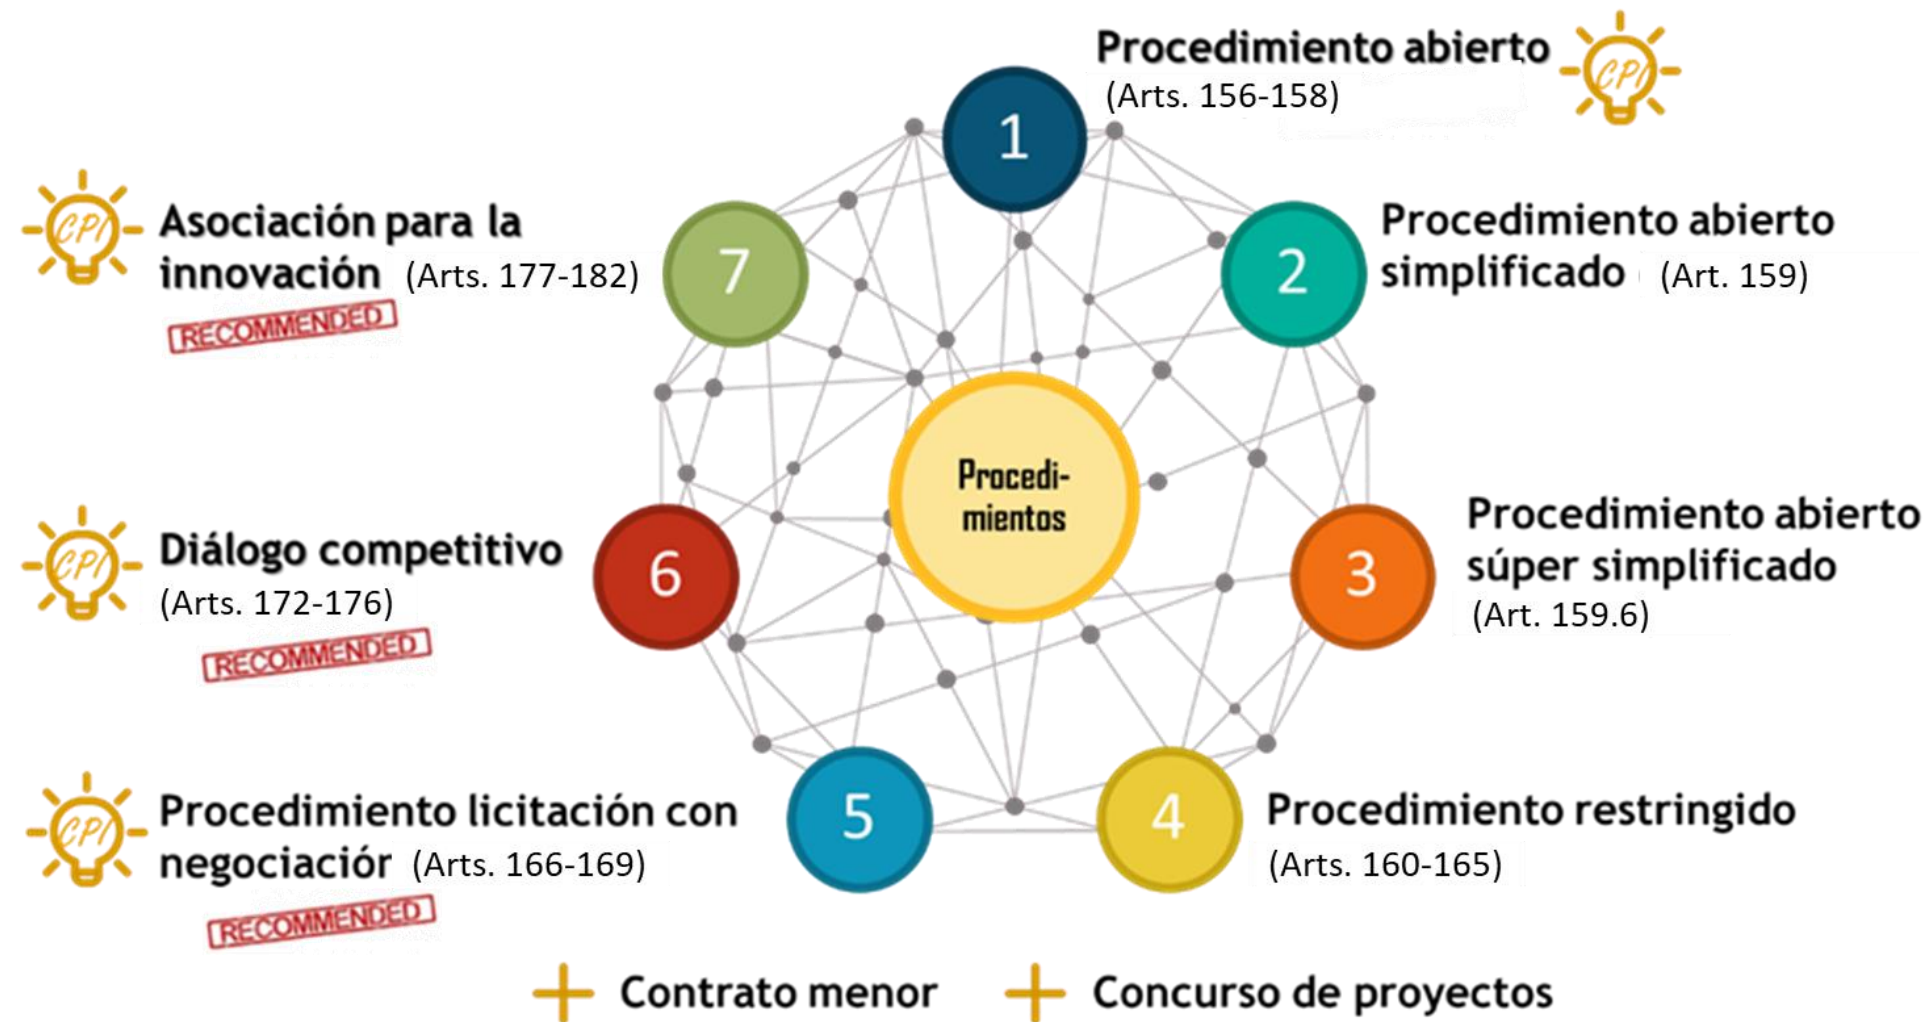 Procedimiento abierto
(Arts. 156-158)
CPI
1
CPI
Asociación para la
innovación (Arts. 177-182)
RECOMMENDED
7
2
Procedimiento abierto
simplificado (Art. 159)
Procedi-
mientos
CPI
Diálogo competitivo
(Arts. 172-176)
RECOMMENDED
6
3
Procedimiento abierto
súper simplificado
(Art. 159.6)
CPI
Procedimiento licitación con
negociación (Arts. 166-169)
RECOMMENDED
5
4
Procedimiento restringido
(Arts. 160-165)
+ Contrato menor + Concurso de proyectos